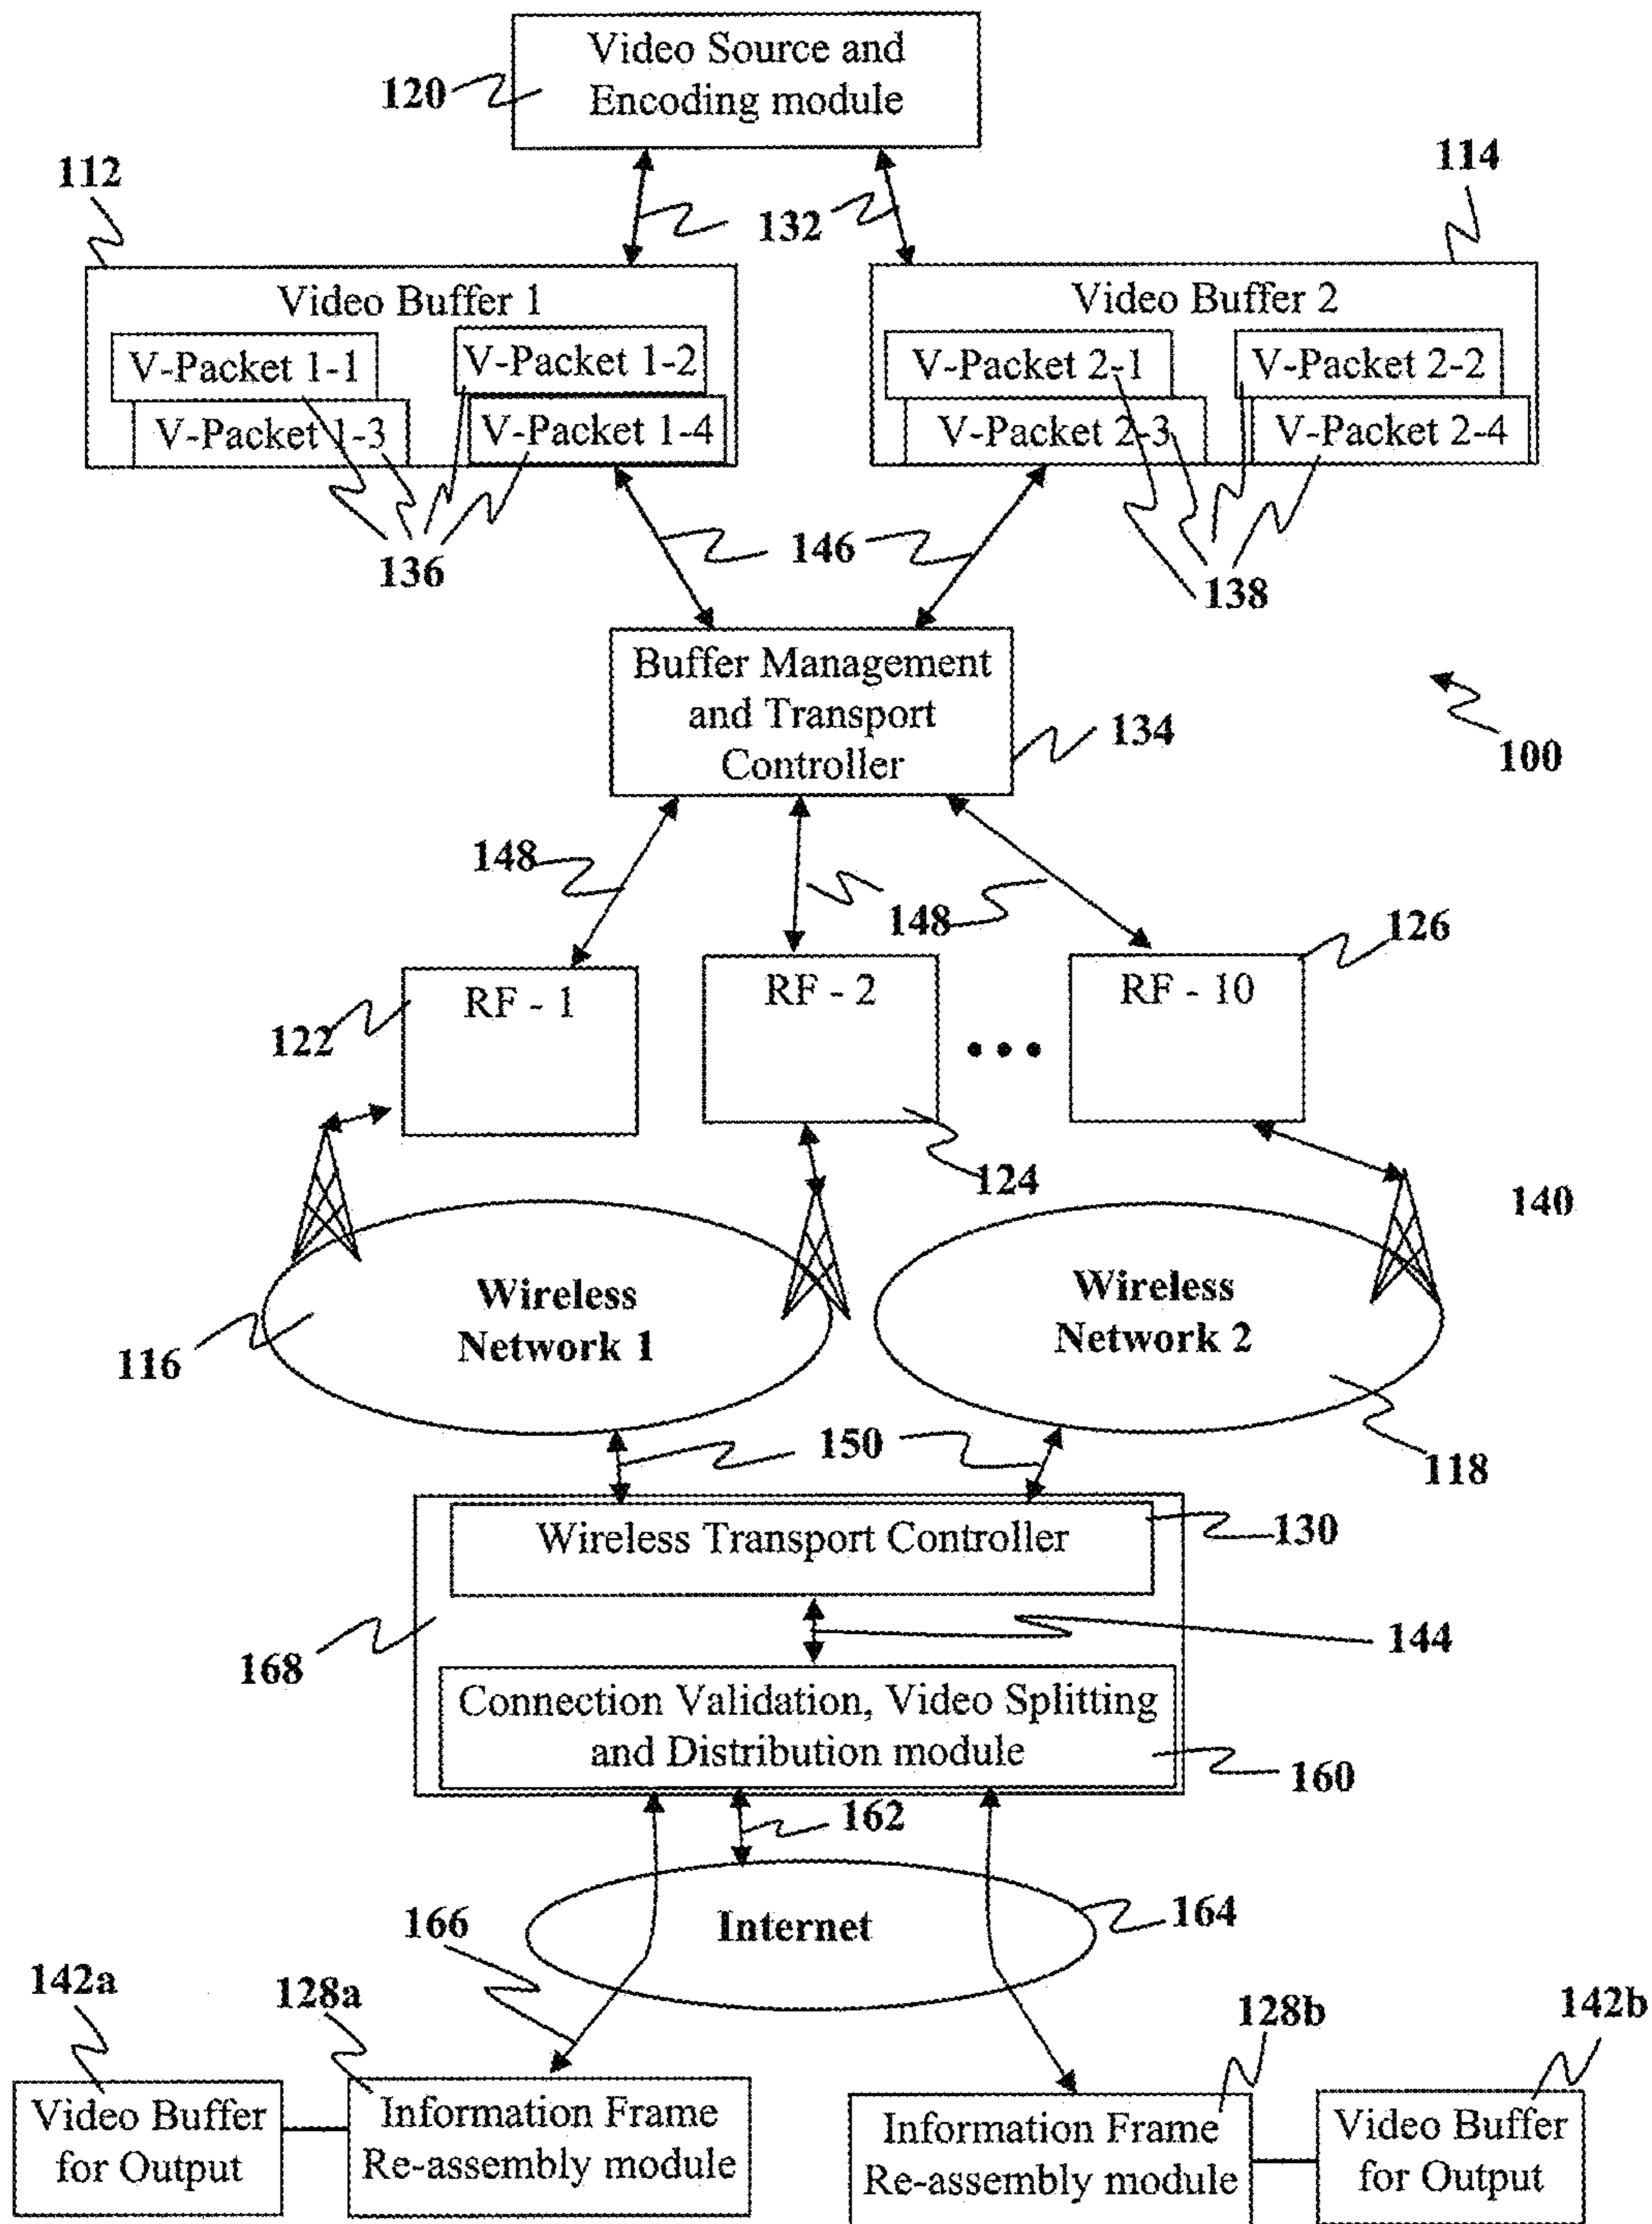 Video Source and
Encoding module
120
112
132
114
Video Buffer 1
V-Packet 1-1
V-Packet 1-2
V-Packet 1-3
V-Packet 1-4
Video Buffer 2
V-Packet 2-1
V-Packet 2-2
V-Packet 2-3
V-Packet 2-4
136
146
138
Buffer Management
and Transport
Controller
134
100
148
148
126
RF - 1
RF - 2
RF - 10
122
124
140
Wireless
Network 1
Wireless
Network 2
116
150
118
Wireless Transport Controller
130
168
144
Connection Validation, Video Splitting
and Distribution module
160
162
166
Internet
164
142a
128a
128b
142b
Video Buffer
for Output
Information Frame
Re-assembly module
Information Frame
Re-assembly module
Video Buffer
for Output